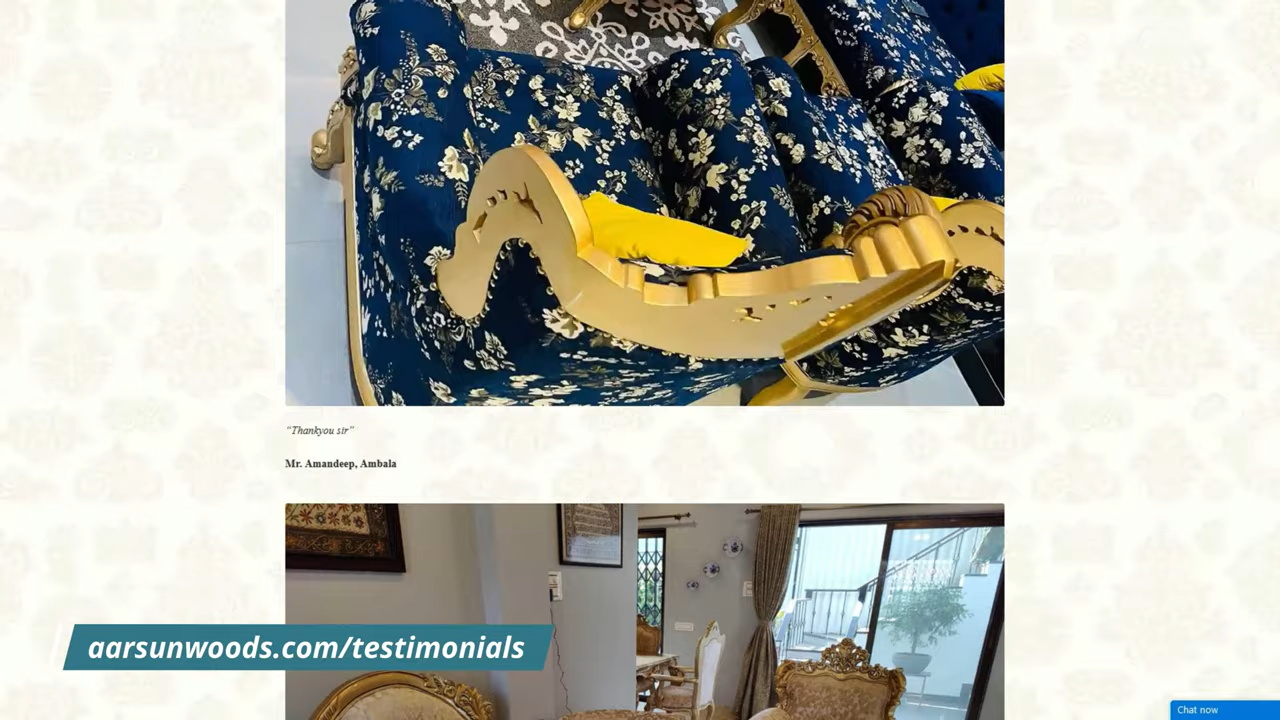 “Thankyou sir”
Mr. Amandeep, Ambala
aarsunwoods.com/testimonials
Chat now